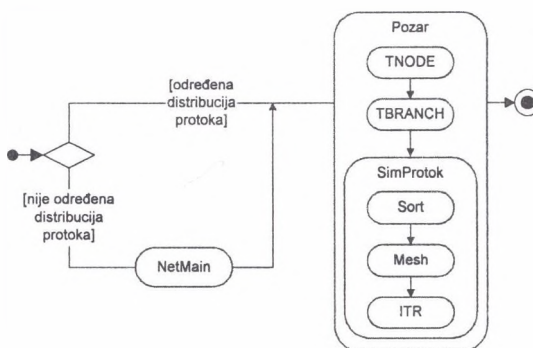 Pozar
TNODE
[određena
distribucija
protoka]
TBRANCH
SimProtok
[nije određena
distribucija
protoka]
Sort
NetMain
Mesh
ITR